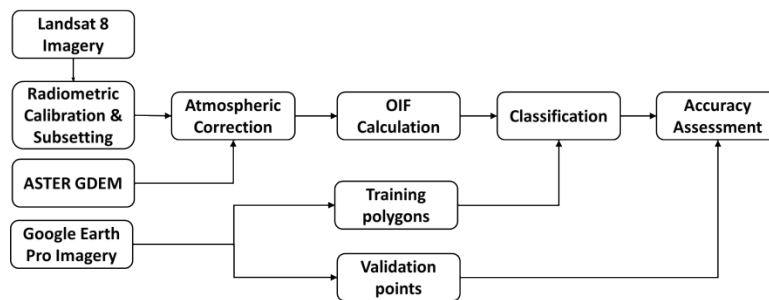 Landsat 8
Imagery
Radiometric
Calibration &
Subsetting
Atmospheric
Correction
OIF
Calculation
Classification
Accuracy
Assessment
ASTER GDEM
Google Earth
Pro Imagery
Training
polygons
Validation
points